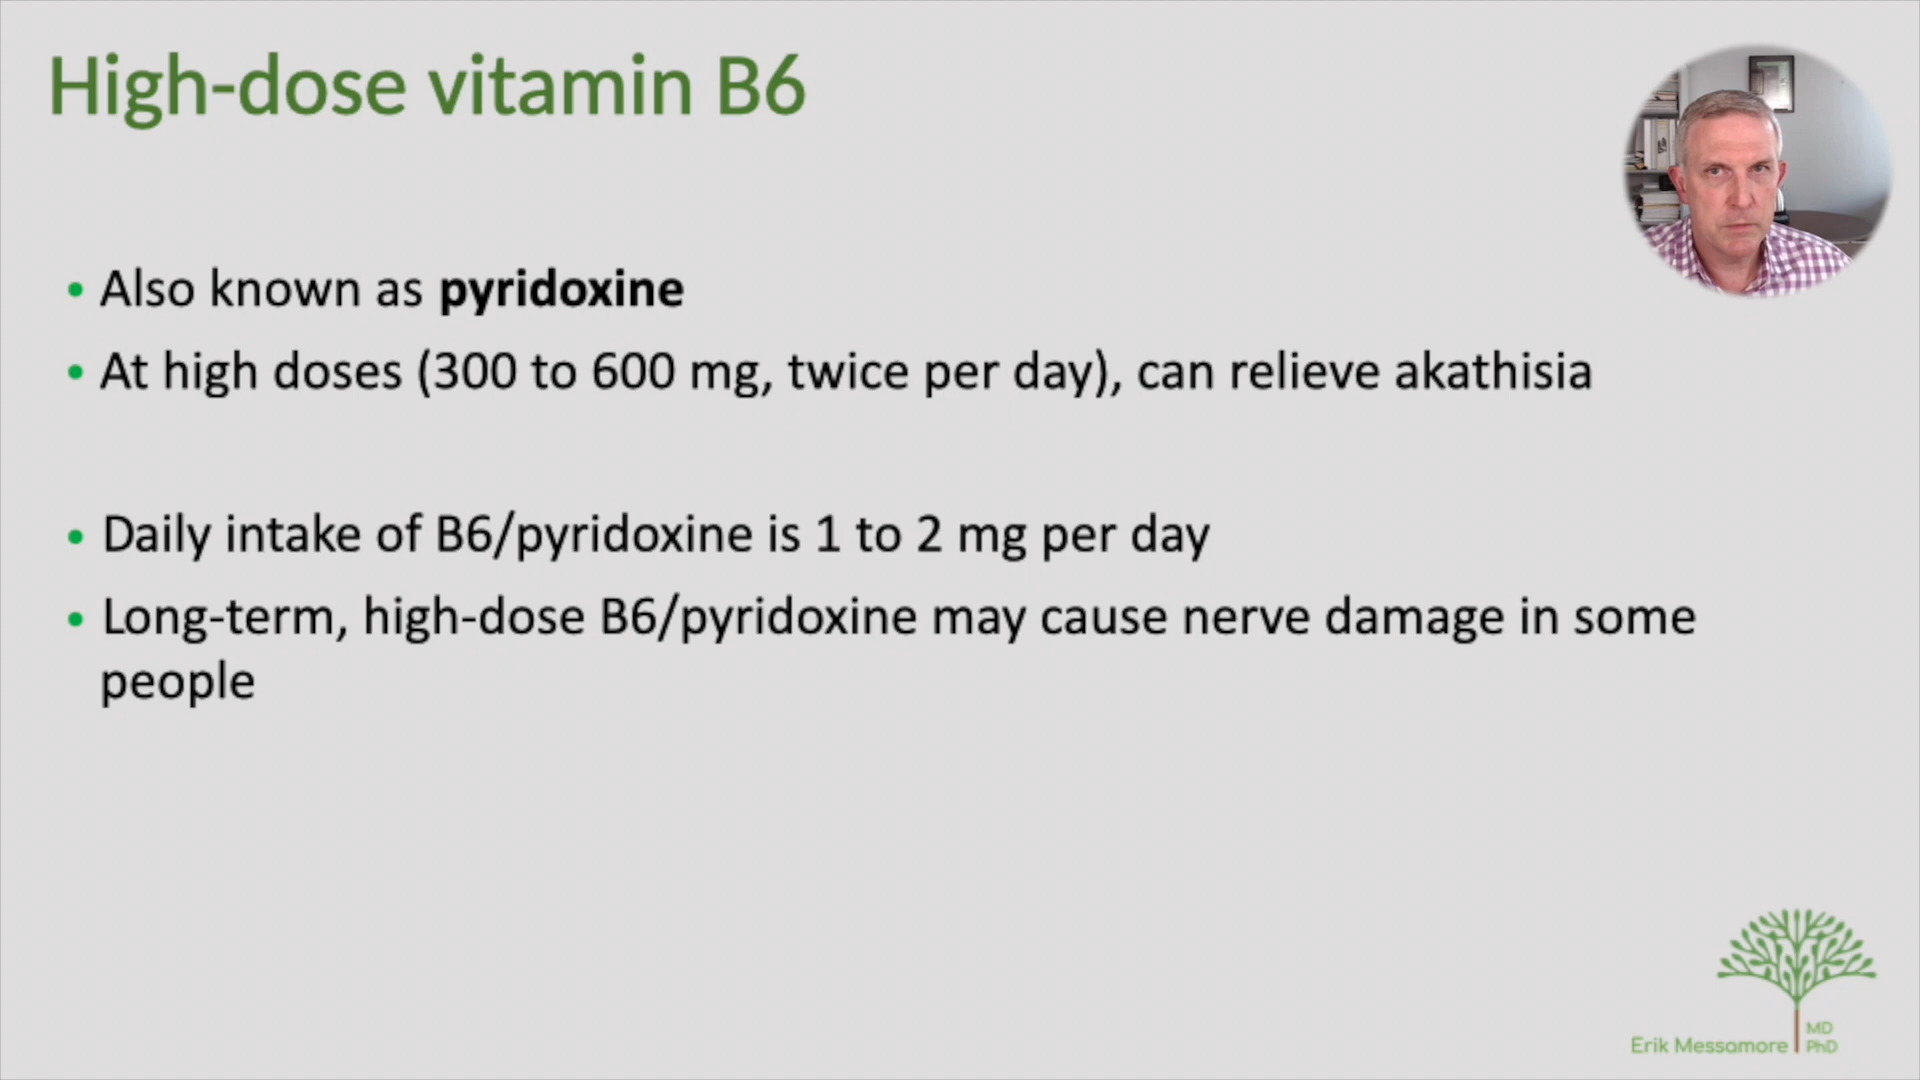 High-dose vitamin B6
• Also known as pyridoxine
• At high doses (300 to 600 mg, twice per day), can relieve akathisia
• Daily intake of B6/pyridoxine is 1 to 2 mg per day
• Long-term, high-dose B6/pyridoxine may cause nerve damage in some
people
Erik Messamore
MD
PhD